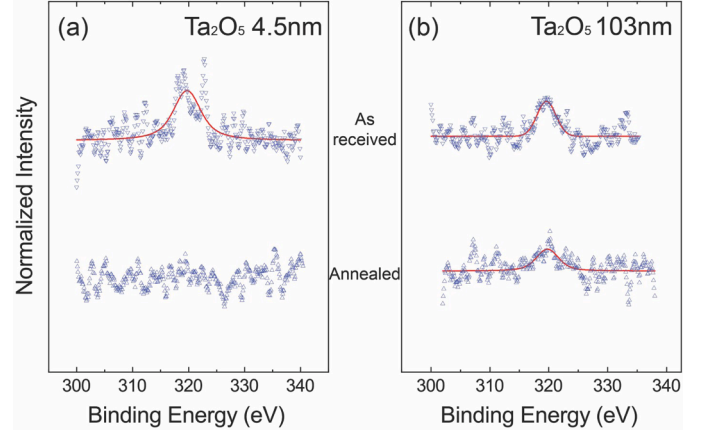 (a) Ta₂O₅ 4.5nm
(b) Ta₂O₅ 103nm
Normalized Intensity
As
received
Annealed
300 310 320 330 340
300 310 320 330 340
Binding Energy (eV)
Binding Energy (eV)